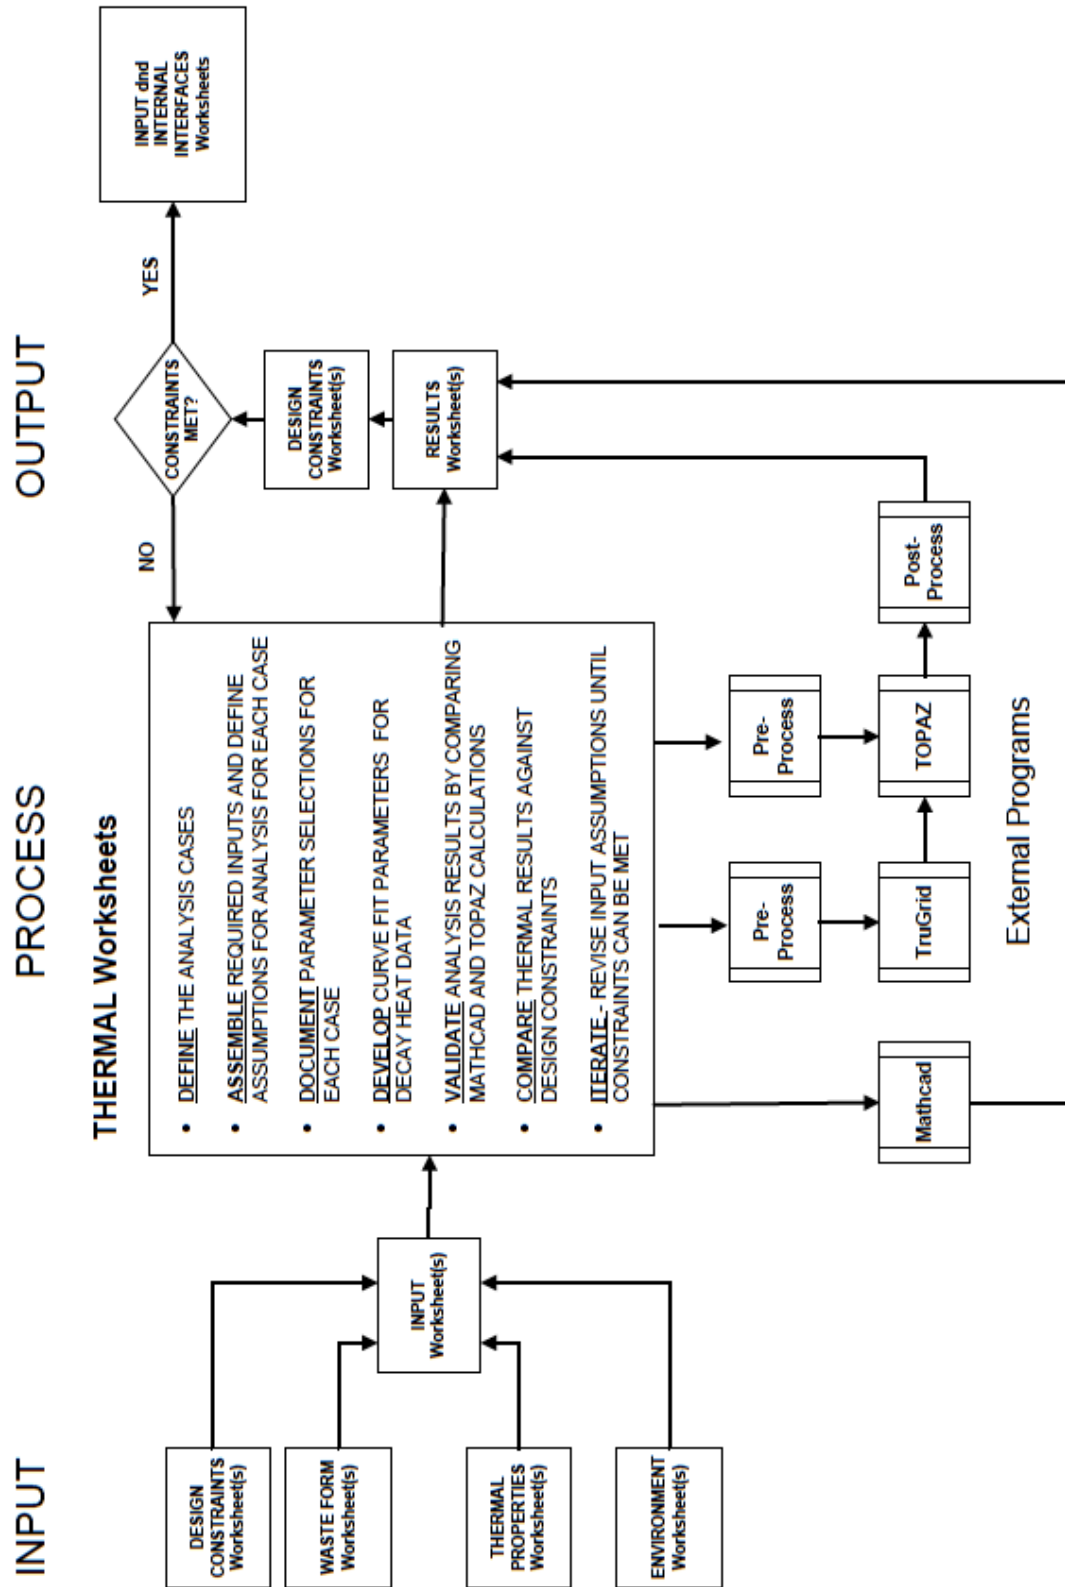 INPUT
PROCESS
OUTPUT
DESIGN
CONSTRAINTS
Worksheet(s)
WASTE FORM
Worksheet(s)
THERMAL
PROPERTIES
Worksheet(s)
ENVIRONMENT
Worksheet(s)
INPUT
Worksheet(s)
THERMAL Worksheets
• DEFINE THE ANALYSIS CASES
• ASSEMBLE REQUIRED INPUTS AND DEFINE
ASSUMPTIONS FOR ANALYSIS FOR EACH CASE
• DOCUMENT PARAMETER SELECTIONS FOR
EACH CASE
• DEVELOP CURVE FIT PARAMETERS FOR
DECAY HEAT DATA
• VALIDATE ANALYSIS RESULTS BY COMPARING
MATHCAD AND TOPAZ CALCULATIONS
• COMPARE THERMAL RESULTS AGAINST
DESIGN CONSTRAINTS
• ITERATE - REVISE INPUT ASSUMPTIONS UNTIL
CONSTRAINTS CAN BE MET
Mathcad
Pre-
Process
TruGrid
Pre-
Process
TOPAZ
Post-
Process
External Programs
RESULTS
Worksheet(s)
DESIGN
CONSTRAINTS
Worksheet(s)
CONSTRAINTS
MET?
NO
YES
INPUT dnd
INTERNAL
INTERFACES
Worksheets